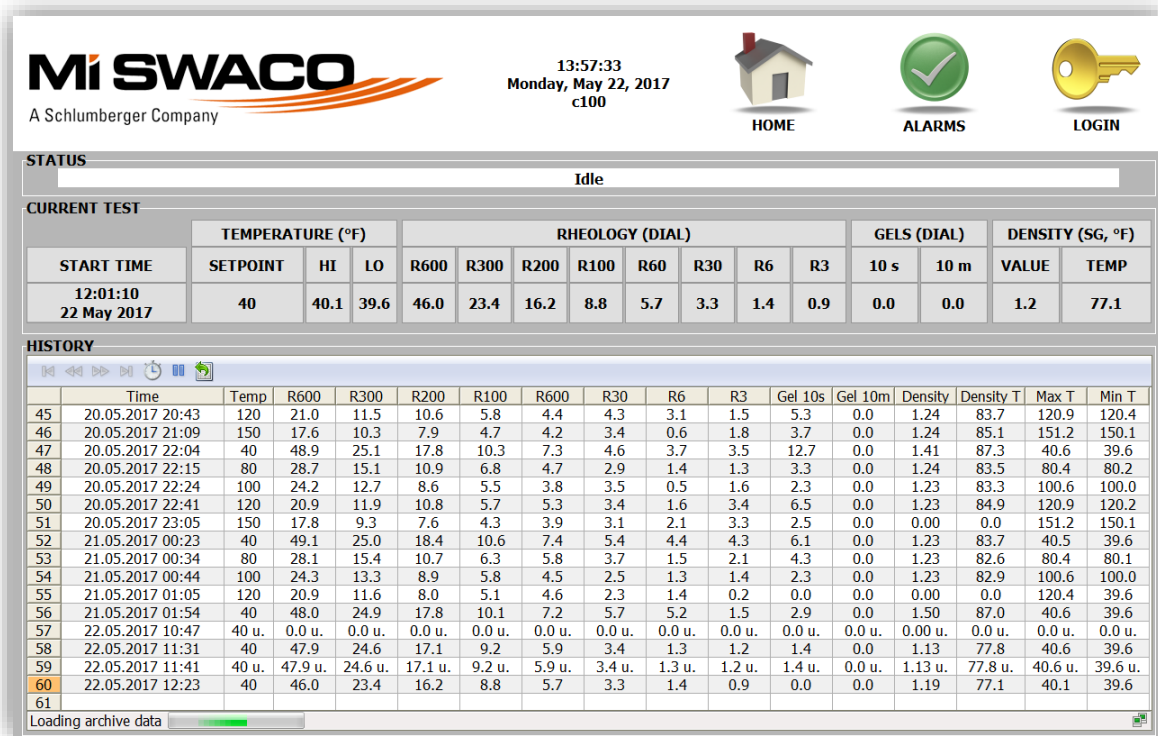 Mi SWACO
A Schlumberger Company
13:57:33
Monday, May 22, 2017
c100
HOME
ALARMS
LOGIN
STATUS
Idle
CURRENT TEST
TEMPERATURE (°F) RHEOLOGY (DIAL) GELS (DIAL) DENSITY (SG, °F)
START TIME SETPOINT HI LO R600 R300 R200 R100 R60 R30 R6 R3 10 s 10 m VALUE TEMP
12:01:10
22 May 2017 40 40.1 39.6 46.0 23.4 16.2 8.8 5.7 3.3 1.4 0.9 0.0 0.0 1.2 77.1
HISTORY
Time Temp R600 R300 R200 R100 R600 R30 R6 R3 Gel 10s Gel 10m Density Density T Max T Min T
45 20.05.2017 20:43 120 21.0 11.5 10.6 5.8 4.4 4.3 3.1 1.5 5.3 0.0 1.24 83.7 120.9 120.4
46 20.05.2017 21:09 150 17.6 10.3 7.9 4.7 4.2 3.4 0.6 1.8 3.7 0.0 1.24 85.1 151.2 150.1
47 20.05.2017 22:04 40 48.9 25.1 17.8 10.3 7.3 4.6 3.7 3.5 12.7 0.0 1.41 87.3 40.6 39.6
48 20.05.2017 22:15 80 28.7 15.1 10.9 6.8 4.7 2.9 1.4 1.3 3.3 0.0 1.24 83.5 80.4 80.2
49 20.05.2017 22:24 100 24.2 12.7 8.6 5.5 3.8 3.5 0.5 1.6 2.3 0.0 1.23 83.3 100.6 100.0
50 20.05.2017 22:41 120 20.9 11.9 10.8 5.7 5.3 3.4 1.6 3.4 6.5 0.0 1.23 84.9 120.9 120.2
51 20.05.2017 23:05 150 17.8 9.3 7.6 4.3 3.9 3.1 2.1 3.3 2.5 0.0 0.00 0.0 151.2 150.1
52 21.05.2017 00:23 40 49.1 25.0 18.4 10.6 7.4 5.4 4.4 4.3 6.1 0.0 1.23 83.7 40.5 39.6
53 21.05.2017 00:34 80 28.1 15.4 10.7 6.3 5.8 3.7 1.5 2.1 4.3 0.0 1.23 82.6 80.4 80.1
54 21.05.2017 00:44 100 24.3 13.3 8.9 5.8 4.5 2.5 1.3 1.4 2.3 0.0 1.23 82.9 100.6 100.0
55 21.05.2017 01:05 120 20.9 11.6 8.0 5.1 4.6 2.3 1.4 0.2 0.0 0.0 0.00 0.0 120.4 39.6
56 21.05.2017 01:54 40 48.0 24.9 17.8 10.1 7.2 5.7 5.2 1.5 2.9 0.0 1.50 87.0 40.6 39.6
57 22.05.2017 10:47 40 u. 0.0 u. 0.0 u. 0.0 u. 0.0 u. 0.0 u. 0.0 u. 0.0 u. 0.0 u. 0.0 u. 0.0 u. 0.00 u. 0.0 u. 0.0 u. 0.0 u.
58 22.05.2017 11:31 40 47.9 24.6 17.1 9.2 5.9 3.4 1.3 1.2 1.4 0.0 1.13 77.8 40.6 39.6
59 22.05.2017 11:41 40 u. 47.9 u. 24.6 u. 17.1 u. 9.2 u. 5.9 u. 3.4 u. 1.3 u. 1.2 u. 1.4 u. 0.0 u. 1.13 u. 77.8 u. 40.6 u. 39.6 u.
60 22.05.2017 12:23 40 46.0 23.4 16.2 8.8 5.7 3.3 1.4 0.9 0.0 0.0 1.19 77.1 40.1 39.6
61
Loading archive data